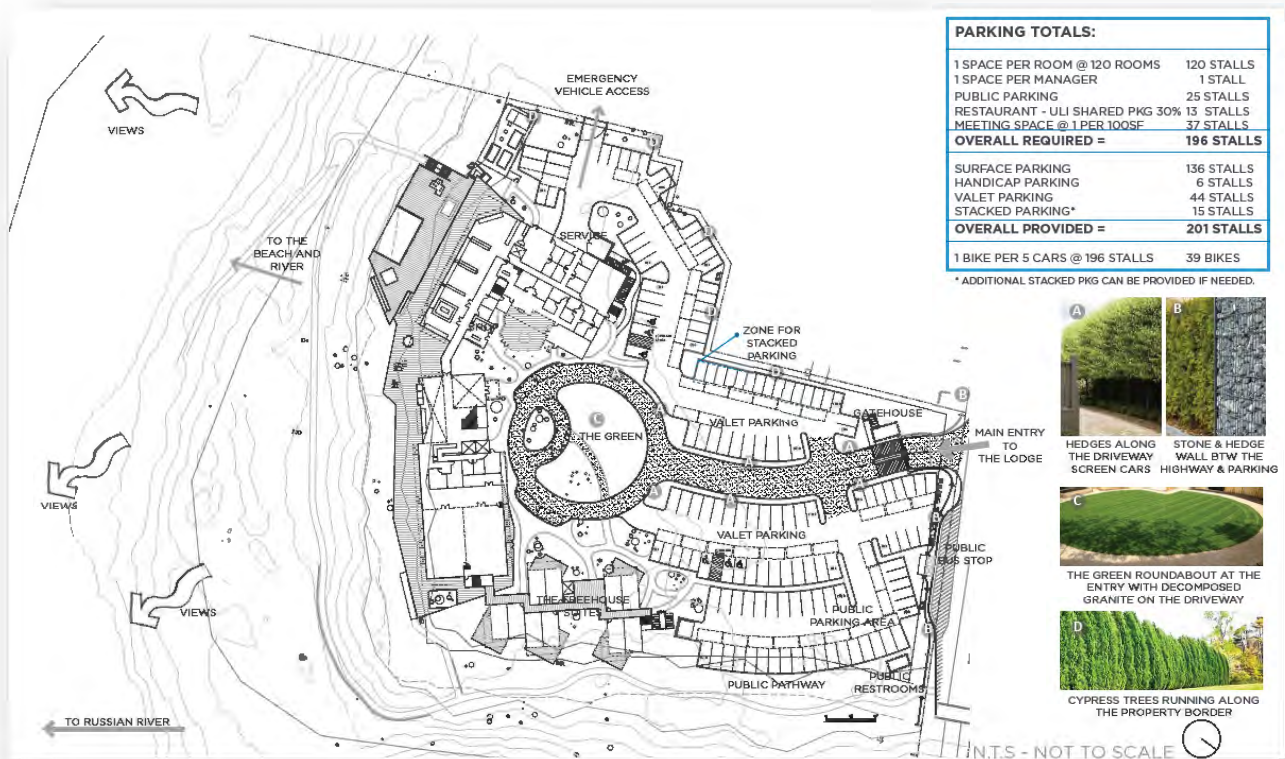 PARKING TOTALS:
1 SPACE PER ROOM @ 120 ROOMS 120 STALLS
1 SPACE PER MANAGER 1 STALL
PUBLIC PARKING 25 STALLS
RESTAURANT - ULI SHARED PKG 30% 13 STALLS
MEETING SPACE @ 1 PER 100SF 37 STALLS
OVERALL REQUIRED = 196 STALLS
SURFACE PARKING 136 STALLS
HANDICAP PARKING 6 STALLS
VALET PARKING 44 STALLS
STACKED PARKING* 15 STALLS
OVERALL PROVIDED = 201 STALLS
1 BIKE PER 5 CARS @ 196 STALLS 39 BIKES
* ADDITIONAL STACKED PKG CAN BE PROVIDED IF NEEDED.
EMERGENCY
VEHICLE ACCESS
VIEWS
D
D
SERVICE
D
TO THE
BEACH AND
RIVER
D
ZONE FOR
STACKED
PARKING
D
A
C
THE GREEN
VALET PARKING
GATEHOUSE
B
A
MAIN ENTRY
TO
THE LODGE
A
A
A
A
VALET PARKING
B
PUBLIC
BUS STOP
VIEWS
THE TREEHOUSE
SUITES
PUBLIC
PARKING AREA
B
VIEWS
PUBLIC PATHWAY
PUBLIC
RESTROOMS
TO RUSSIAN RIVER
A
HEDGES ALONG
THE DRIVEWAY
SCREEN CARS
B
STONE & HEDGE
WALL BTW THE
HIGHWAY & PARKING
C
THE GREEN ROUNDABOUT AT THE
ENTRY WITH DECOMPOSED
GRANITE ON THE DRIVEWAY
D
CYPRESS TREES RUNNING ALONG
THE PROPERTY BORDER
N.T.S - NOT TO SCALE